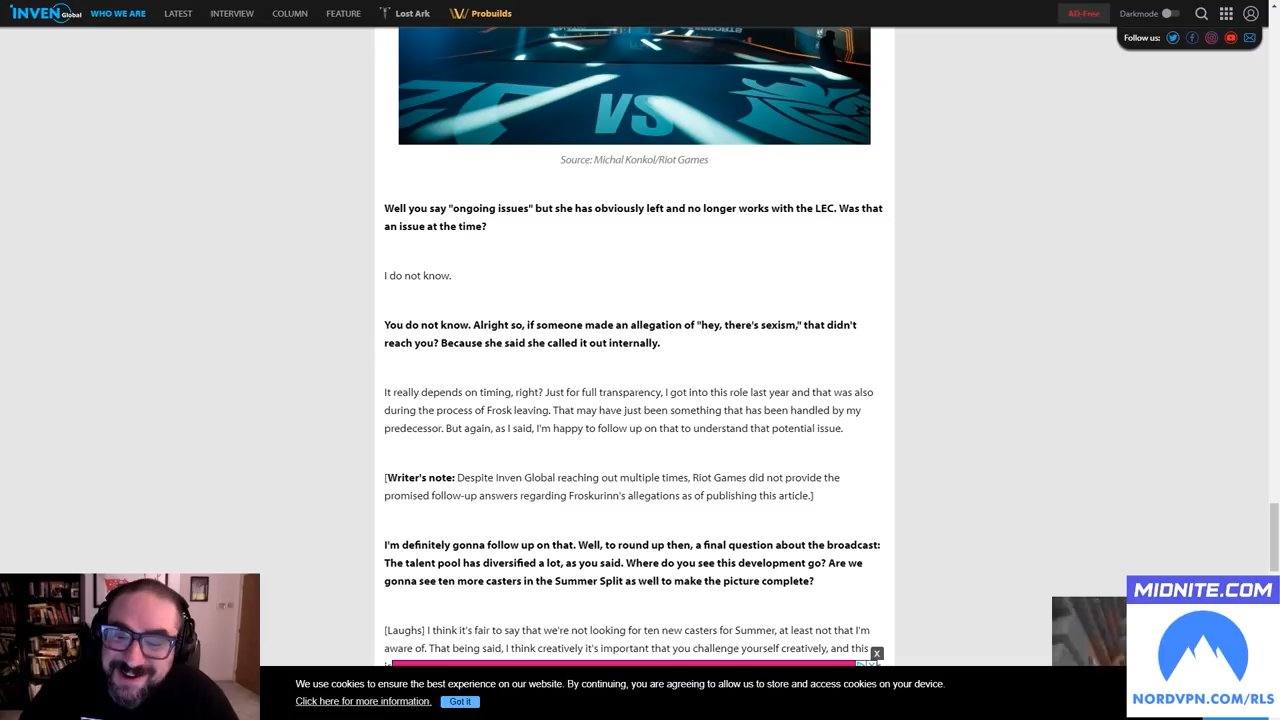 INVEN Global
WHO WE ARE
LATEST
INTERVIEW
COLUMN
FEATURE
Lost Ark
Probuilds
AD-Free
Darkmode
Follow us:
VS
Source: Michal Konkol/Riot Games
Well you say "ongoing issues" but she has obviously left and no longer works with the LEC. Was that
an issue at the time?
I do not know.
You do not know. Alright so, if someone made an allegation of "hey, there's sexism," that didn't
reach you? Because she said she called it out internally.
It really depends on timing, right? Just for full transparency, I got into this role last year and that was also
during the process of Frosk leaving. That may have just been something that has been handled by my
predecessor. But again, as I said, I'm happy to follow up on that to understand that potential issue.
[Writer's note: Despite Inven Global reaching out multiple times, Riot Games did not provide the
promised follow-up answers regarding Froskurinn's allegations as of publishing this article.]
I'm definitely gonna follow up on that. Well, to round up then, a final question about the broadcast:
The talent pool has diversified a lot, as you said. Where do you see this development go? Are we
gonna see ten more casters in the Summer Split as well to make the picture complete?
[Laughs] I think it's fair to say that we're not looking for ten new casters for Summer, at least not that I'm
aware of. That being said, I think creatively it's important that you challenge yourself creatively, and this
X
We use cookies to ensure the best experience on our website. By continuing, you are agreeing to allow us to store and access cookies on your device.
Click here for more information.
Got it
MIDNITE.COM
NORDVPN.COM/RLS